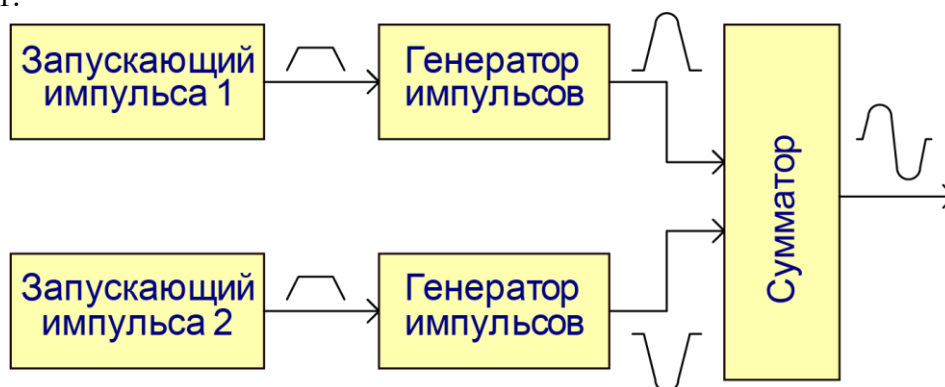 Запускающий
импульса 1
Генератор
импульсов
Запускающий
импульса 2
Генератор
импульсов
Сумматор